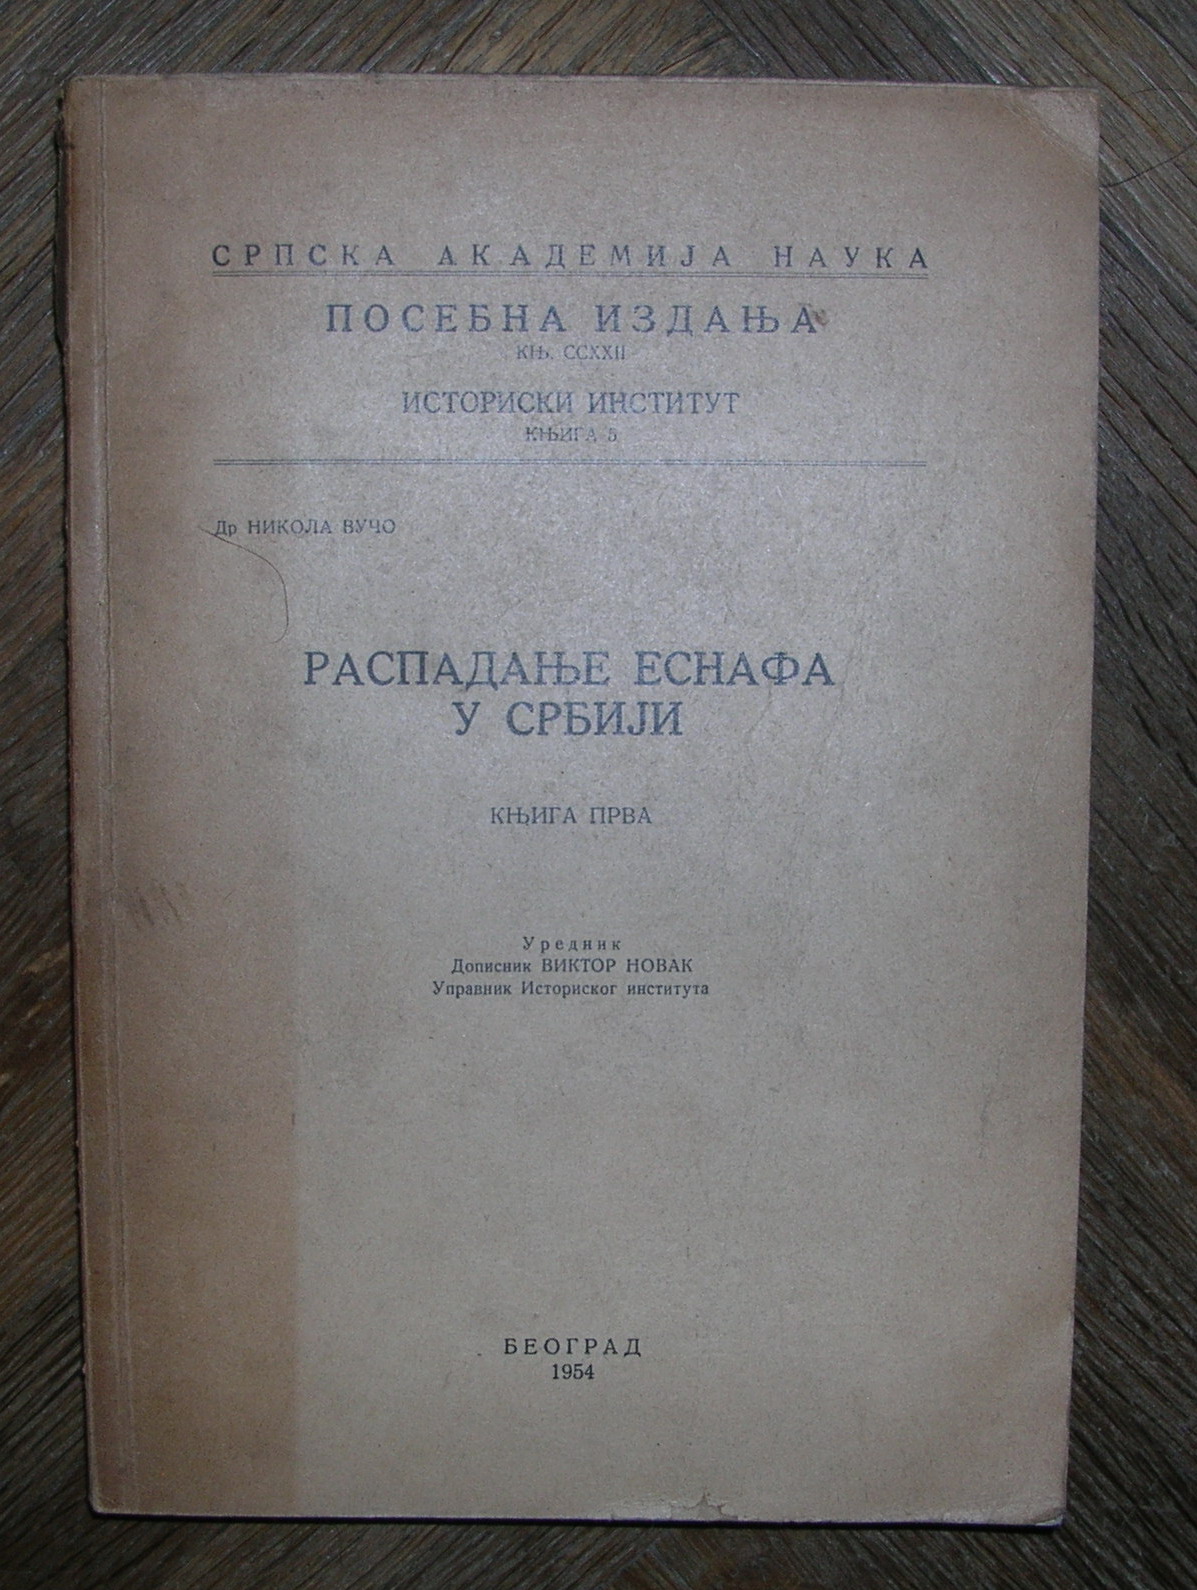 СРПСКА АКАДЕМИЈА НАУКА
ПОСЕБНА ИЗДАЊА
КЊ. CCXXII
ИСТОРИСКИ ИНСТИТУТ
КЊИГА 5
Др НИКОЛА ВУЧО
РАСПАДАЊЕ ЕСНАФА
У СРБИЈИ
КЊИГА ПРВА
Уредник
Дописник ВИКТОР НОВАК
Управник Историског института
БЕОГРАД
1954